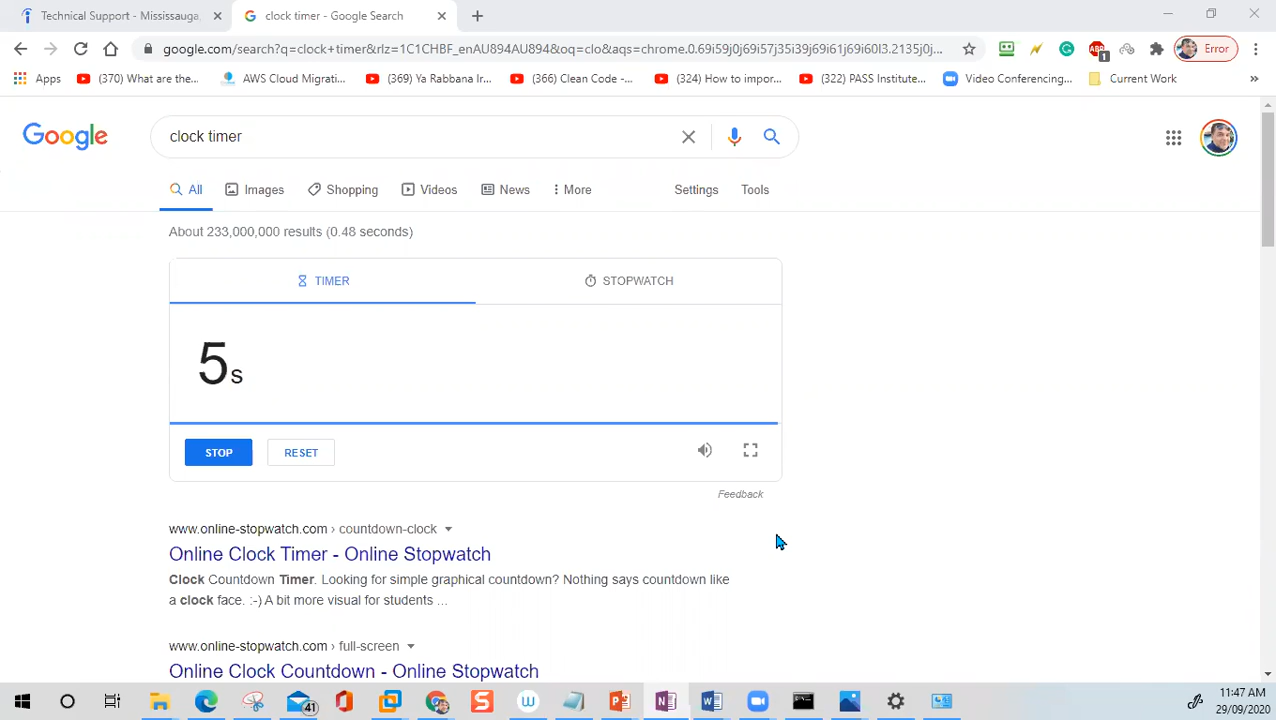 Technical Support - Mississauga,
clock timer - Google Search
google.com/search?q=clock+timer&rlz=1C1CHBF_enAU894AU894&oq=clo&aqs=chrome.0.69i59j0j69i57j35i39j69i61j69i60l3.2135j0j...
1
Error
Apps
(370) What are the...
AWS Cloud Migrati...
(369) Ya Rabbana Ir...
(366) Clean Code -...
(324) How to impor...
(322) PASS Institute...
Video Conferencing...
Current Work
»
Google
clock timer
All
Images
Shopping
Videos
News
More
Settings
Tools
About 233,000,000 results (0.48 seconds)
TIMER
STOPWATCH
5s
STOP
RESET
Feedback
www.online-stopwatch.com › countdown-clock
Online Clock Timer - Online Stopwatch
Clock Countdown Timer. Looking for simple graphical countdown? Nothing says countdown like
a clock face. :-) A bit more visual for students ...
www.online-stopwatch.com › full-screen
Online Clock Countdown - Online Stopwatch
41
11:47 AM
29/09/2020